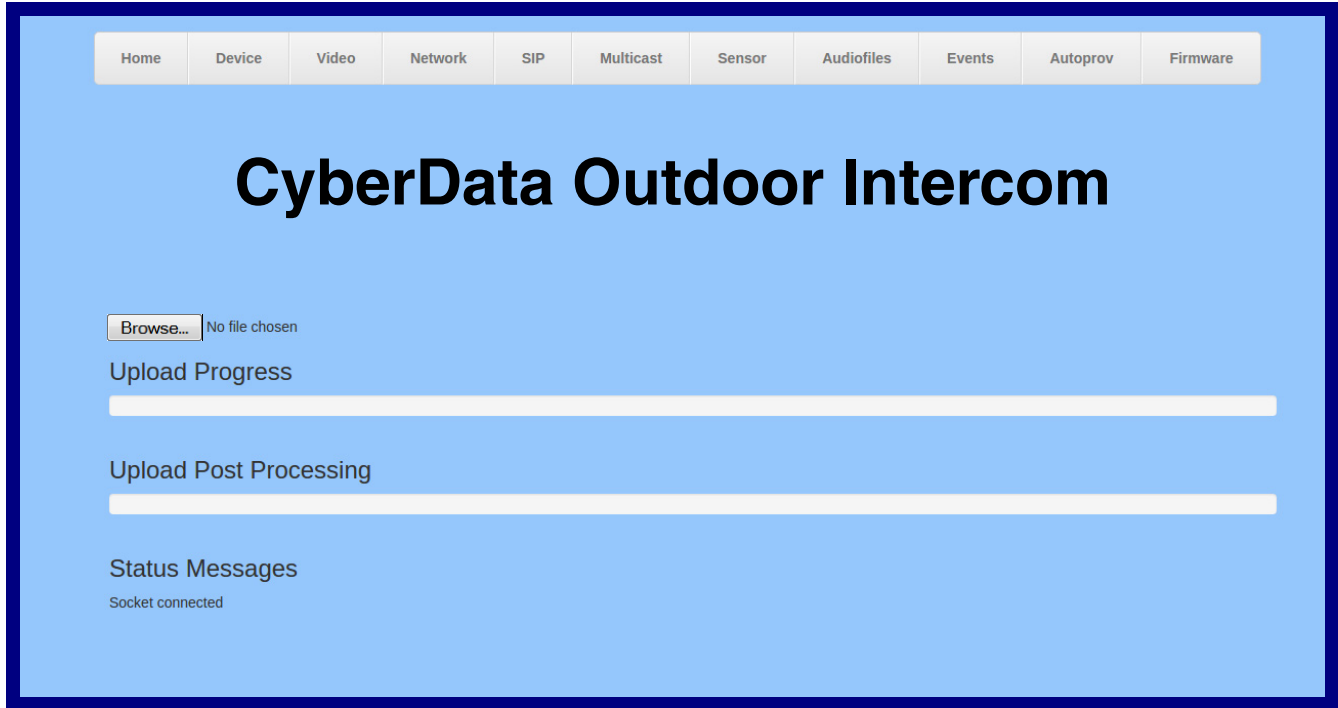 Home Device Video Network SIP Multicast Sensor Audiofiles Events Autoprov Firmware
CyberData Outdoor Intercom
Browse... No file chosen
Upload Progress
Upload Post Processing
Status Messages
Socket connected